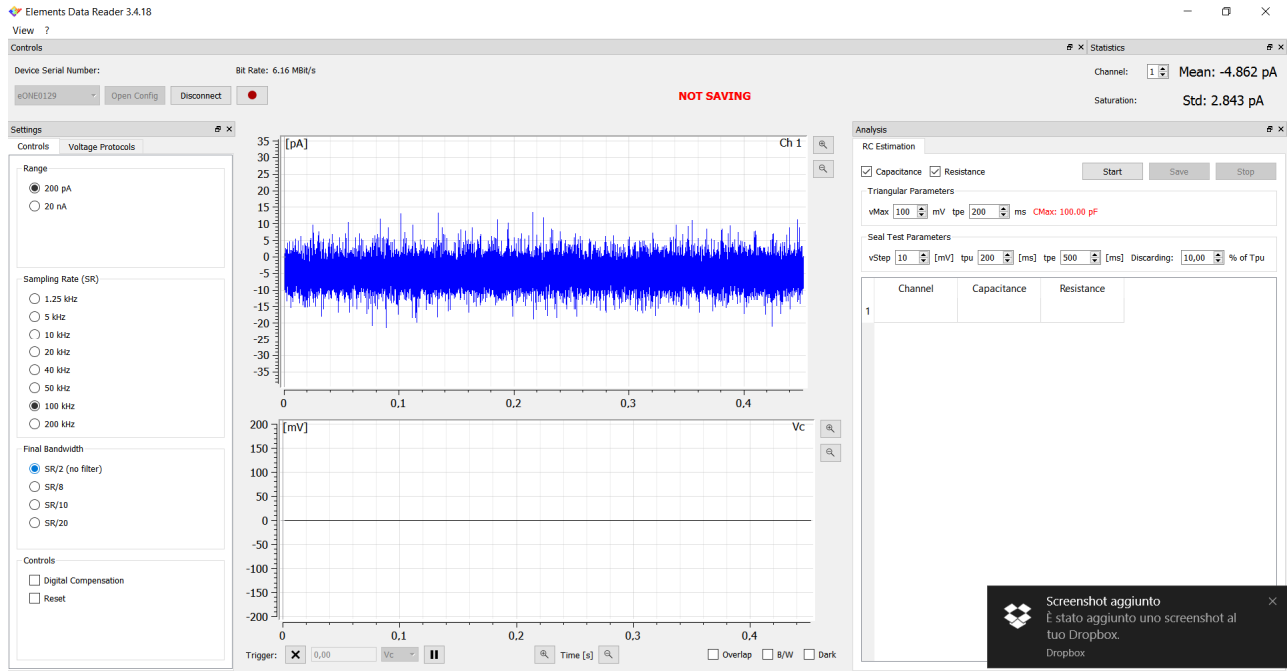 Elements Data Reader 3.4.18
View ?
Controls
Statistics
Device Serial Number:
Bit Rate: 6.16 MBit/s
eONE0129
Open Config
Disconnect
NOT SAVING
Channel: 1 Mean: -4.862 pA
Saturation: Std: 2.843 pA
Settings
Controls
Voltage Protocols
Range
200 pA
20 nA
Sampling Rate (SR)
1.25 kHz
5 kHz
10 kHz
20 kHz
40 kHz
50 kHz
100 kHz
200 kHz
Final Bandwidth
SR/2 (no filter)
SR/8
SR/10
SR/20
Controls
Digital Compensation
Reset
[pA]
Ch 1
35
30
25
20
15
10
5
0
-5
-10
-15
-20
-25
-30
-35
0 0,1 0,2 0,3 0,4
[mV]
Vc
200
150
100
50
0
-50
-100
-150
-200
0 0,1 0,2 0,3 0,4
Trigger: 0,00 Vc Time [s] Overlap B/W Dark
Analysis
RC Estimation
Capacitance Resistance Start Save Stop
Triangular Parameters
vMax 100 mV tpe 200 ms CMax: 100.00 pF
Seal Test Parameters
vStep 10 [mV] tpu 200 [ms] tpe 500 [ms] Discarding: 10,00 % of Tpu
Channel Capacitance Resistance
1
Screenshot aggiunto
È stato aggiunto uno screenshot al
tuo Dropbox.
Dropbox